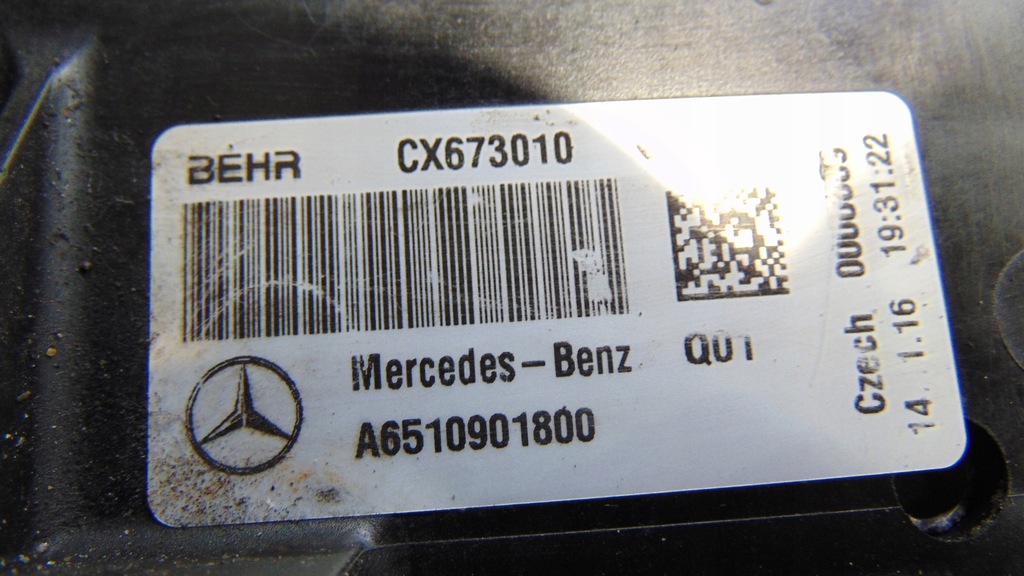 BEHR CX673010
Mercedes-Benz Q01
A6510901800
Czech
14. 1.16 19:31:22